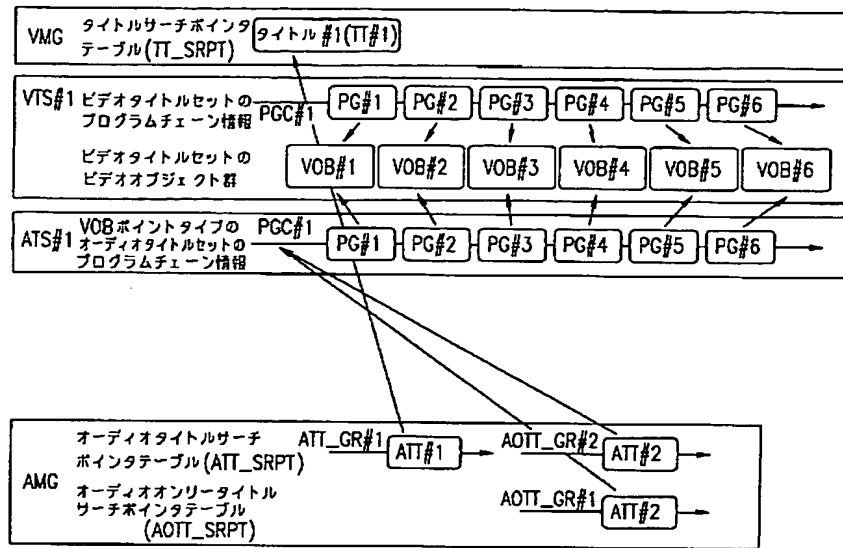 VMG
タイトルサーチポインタ
テーブル(TT_SRPT)
タイトル#1(TT#1)
VTS#1
ビデオタイトルセットの
プログラムチェーン情報
PGC#1
PG#1
PG#2
PG#3
PG#4
PG#5
PG#6
ビデオタイトルセットの
ビデオオブジェクト群
VOB#1
VOB#2
VOB#3
VOB#4
VOB#5
VOB#6
ATS#1
VOBポイントタイプの
オーディオタイトルセットの
プログラムチェーン情報
PGC#1
PG#1
PG#2
PG#3
PG#4
PG#5
PG#6
AMG
オーディオタイトルサーチ
ポインタテーブル(ATT_SRPT)
ATT_GR#1
ATT#1
AOTT_GR#2
ATT#2
オーディオオンリータイトル
サーチポインタテーブル
(AOTT_SRPT)
AOTT_GR#1
ATT#2